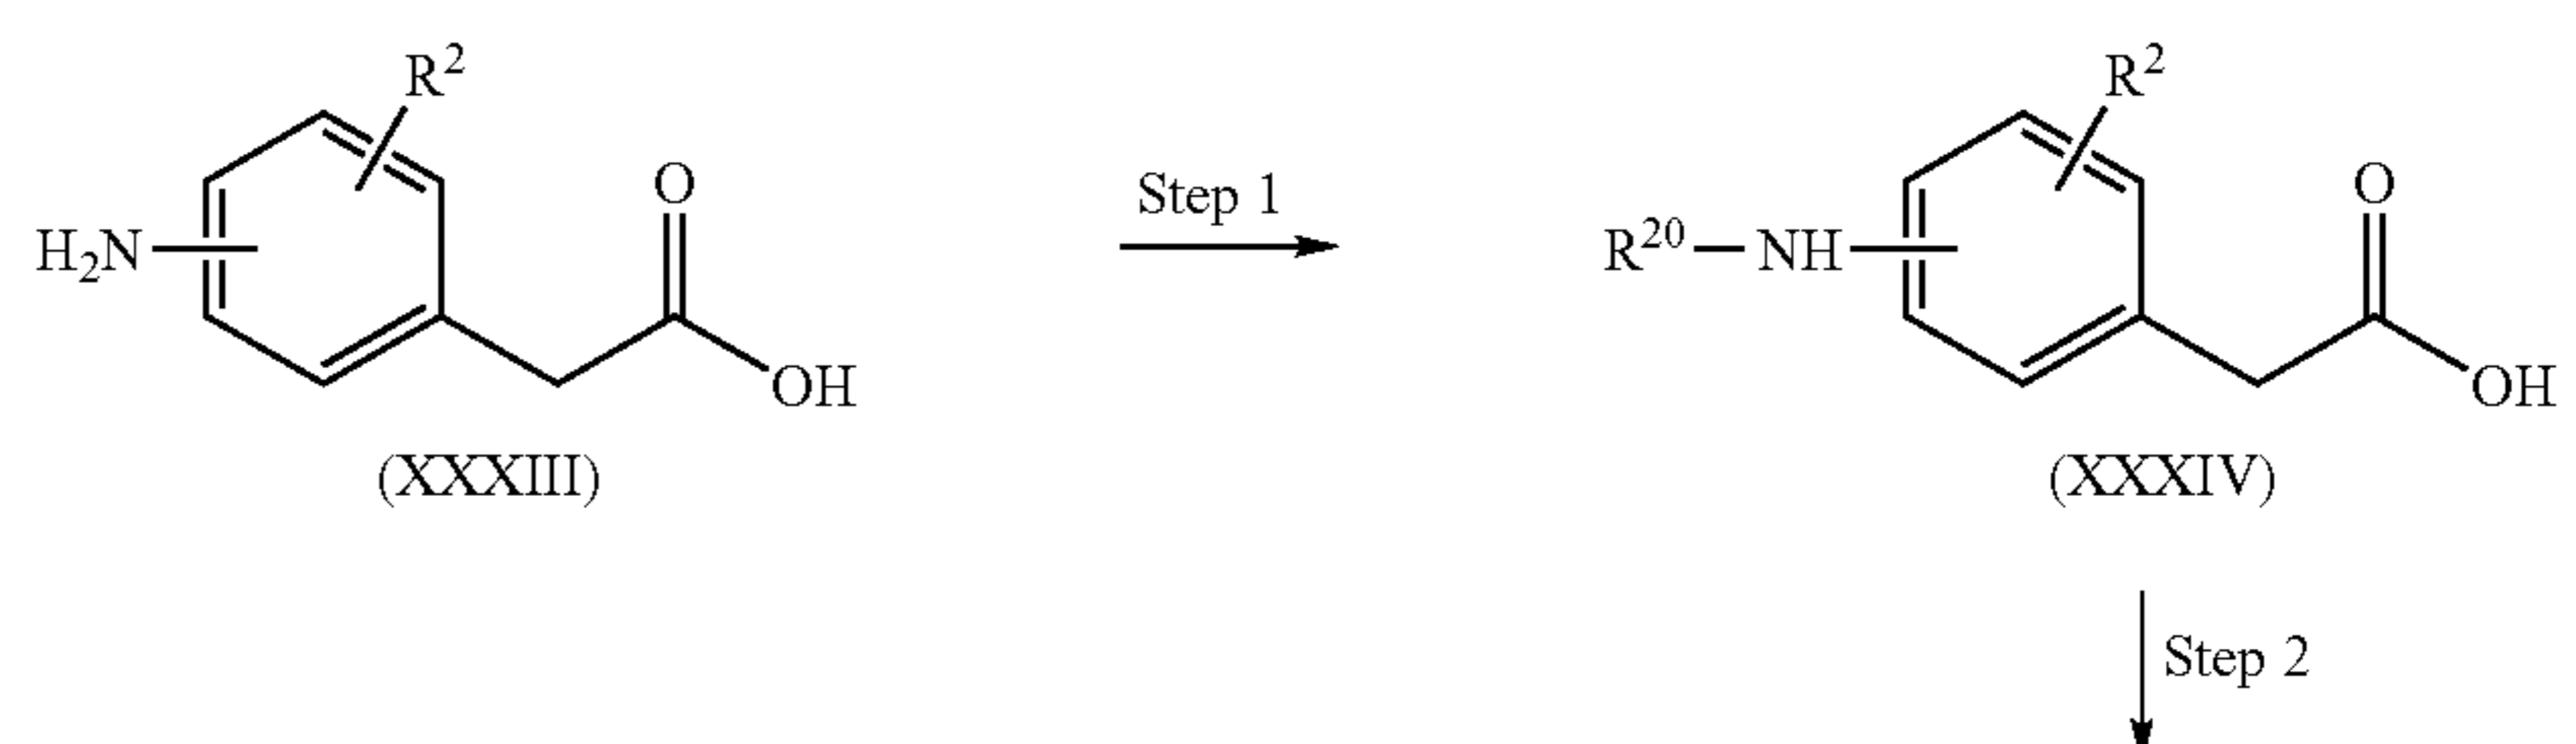 R²
R²
O
O
Step 1
H₂N
R²⁰—NH
OH
OH
(XXXIII)
(XXXIV)
Step 2